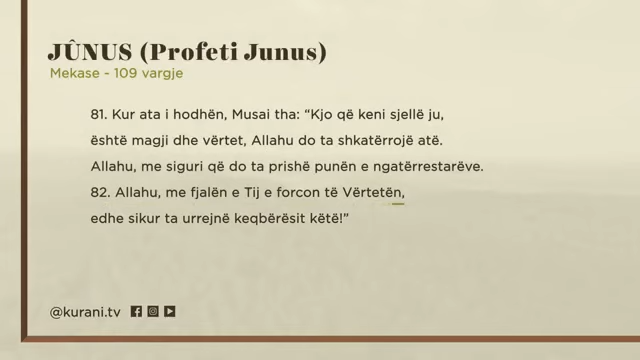 JÛNUS (Profeti Junus)
Mekase - 109 vargje
81. Kur ata i hodhën, Musai tha: “Kjo që keni sjellë ju,
është magji dhe vërtet, Allahu do ta shkatërrojë atë.
Allahu, me siguri që do ta prishë punën e ngatërrestarëve.
82. Allahu, me fjalën e Tij e forcon të Vërtetën,
edhe sikur ta urrejnë keqbërësit këtë!”
@kurani.tv